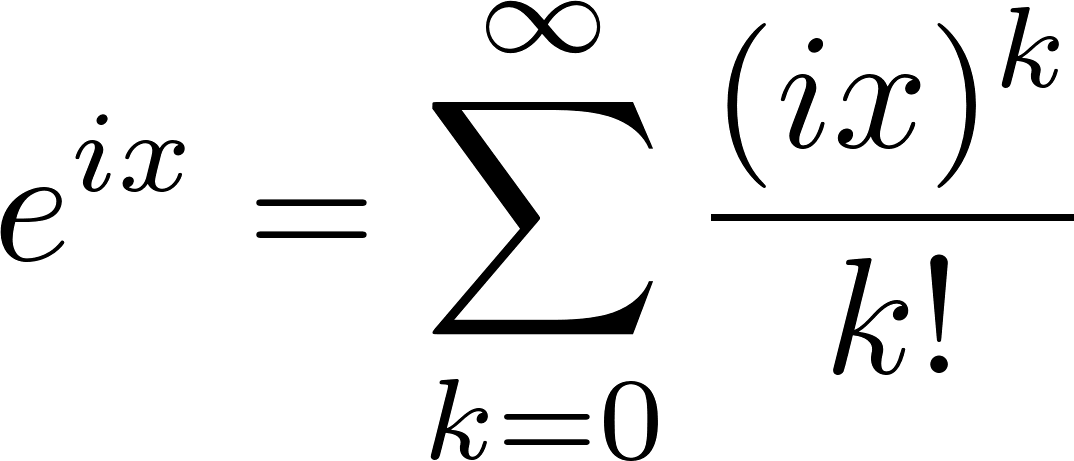 e^{ix} = \sum_{k=0}^{\infty} \frac{(ix)^k}{k!}